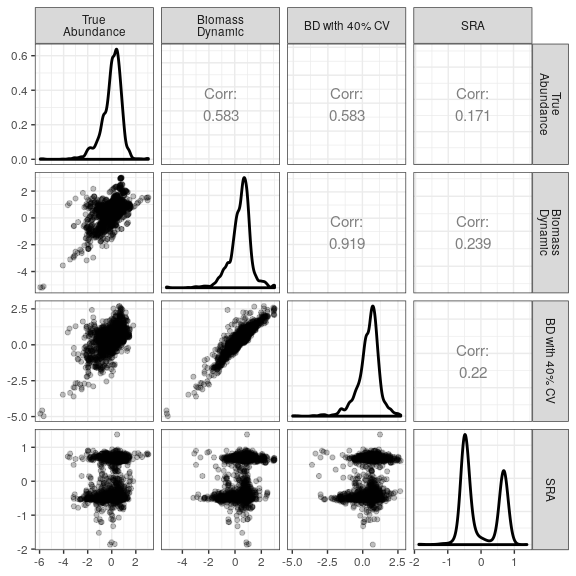 True
Abundance
Biomass
Dynamic
BD with 40% CV
SRA
0.6
0.4
0.2
0.0
Corr:
0.583
Corr:
0.583
Corr:
0.171
True
Abundance
2
0
-2
-4
Corr:
0.919
Corr:
0.239
Biomass
Dynamic
2.5
0.0
-2.5
-5.0
Corr:
0.22
BD with 40% CV
1
0
-1
-2
SRA
-6 -4 -2 0 2
-4 -2 0 2
-5.0 -2.5 0.0 2.5
-2 -1 0 1